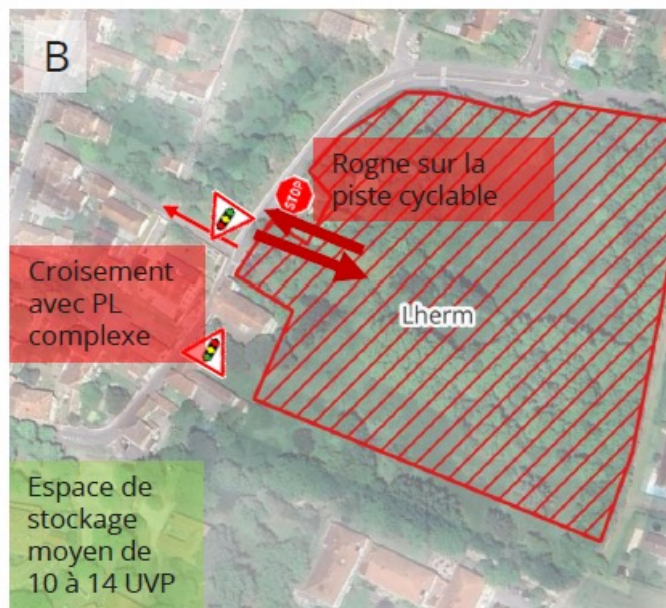 B
STOP
Rogne sur la
piste cyclable
Croisement
avec PL
complexe
Lherm
Espace de
stockage
moyen de
10 à 14 UVP